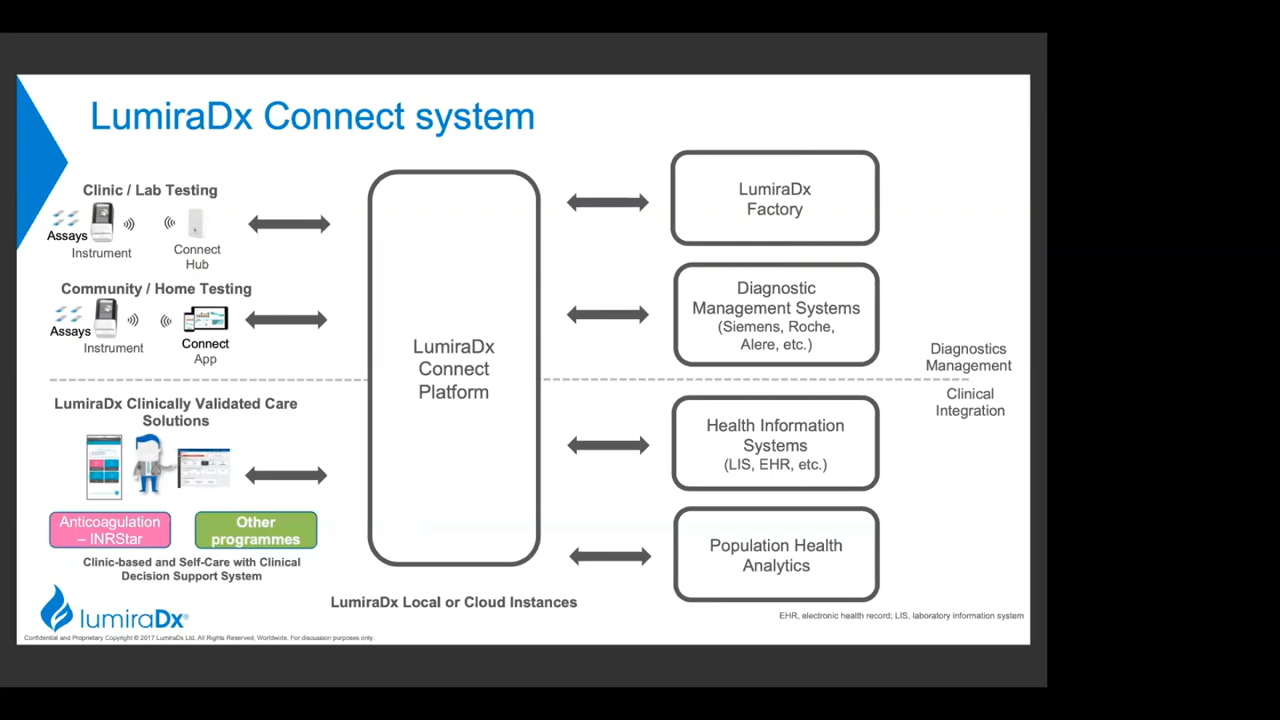 LumiraDx Connect system
Clinic / Lab Testing
Assays
Instrument
Connect
Hub
Community / Home Testing
Assays
Instrument
Connect
App
LumiraDx Clinically Validated Care
Solutions
Anticoagulation
– INRStar
Other
programmes
Clinic-based and Self-Care with Clinical
Decision Support System
LumiraDx
Connect
Platform
LumiraDx Local or Cloud Instances
LumiraDx
Factory
Diagnostic
Management Systems
(Siemens, Roche,
Alere, etc.)
Diagnostics
Management
Clinical
Integration
Health Information
Systems
(LIS, EHR, etc.)
Population Health
Analytics
EHR, electronic health record; LIS, laboratory information system
lumiraDx®
Confidential and Proprietary Copyright © 2017 LumiraDx Ltd. All Rights Reserved, Worldwide. For discussion purposes only.